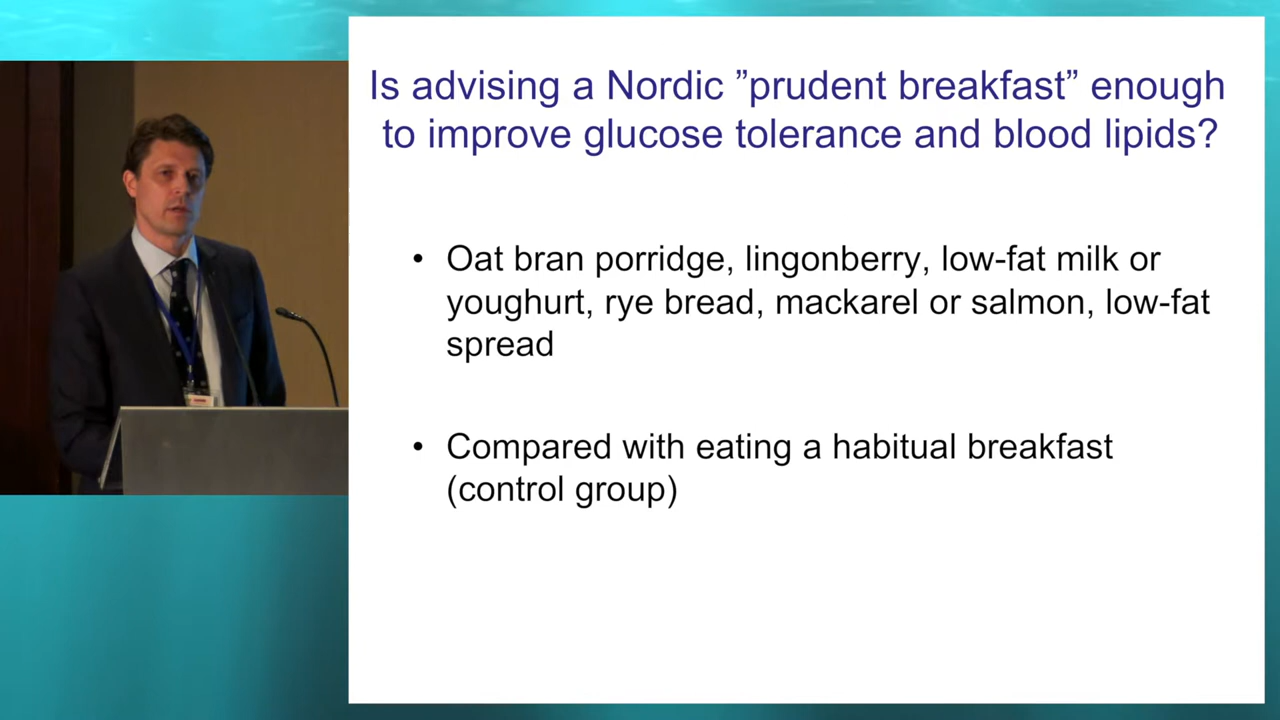 Is advising a Nordic ”prudent breakfast” enough
to improve glucose tolerance and blood lipids?
• Oat bran porridge, lingonberry, low-fat milk or
youghurt, rye bread, mackarel or salmon, low-fat
spread
• Compared with eating a habitual breakfast
(control group)